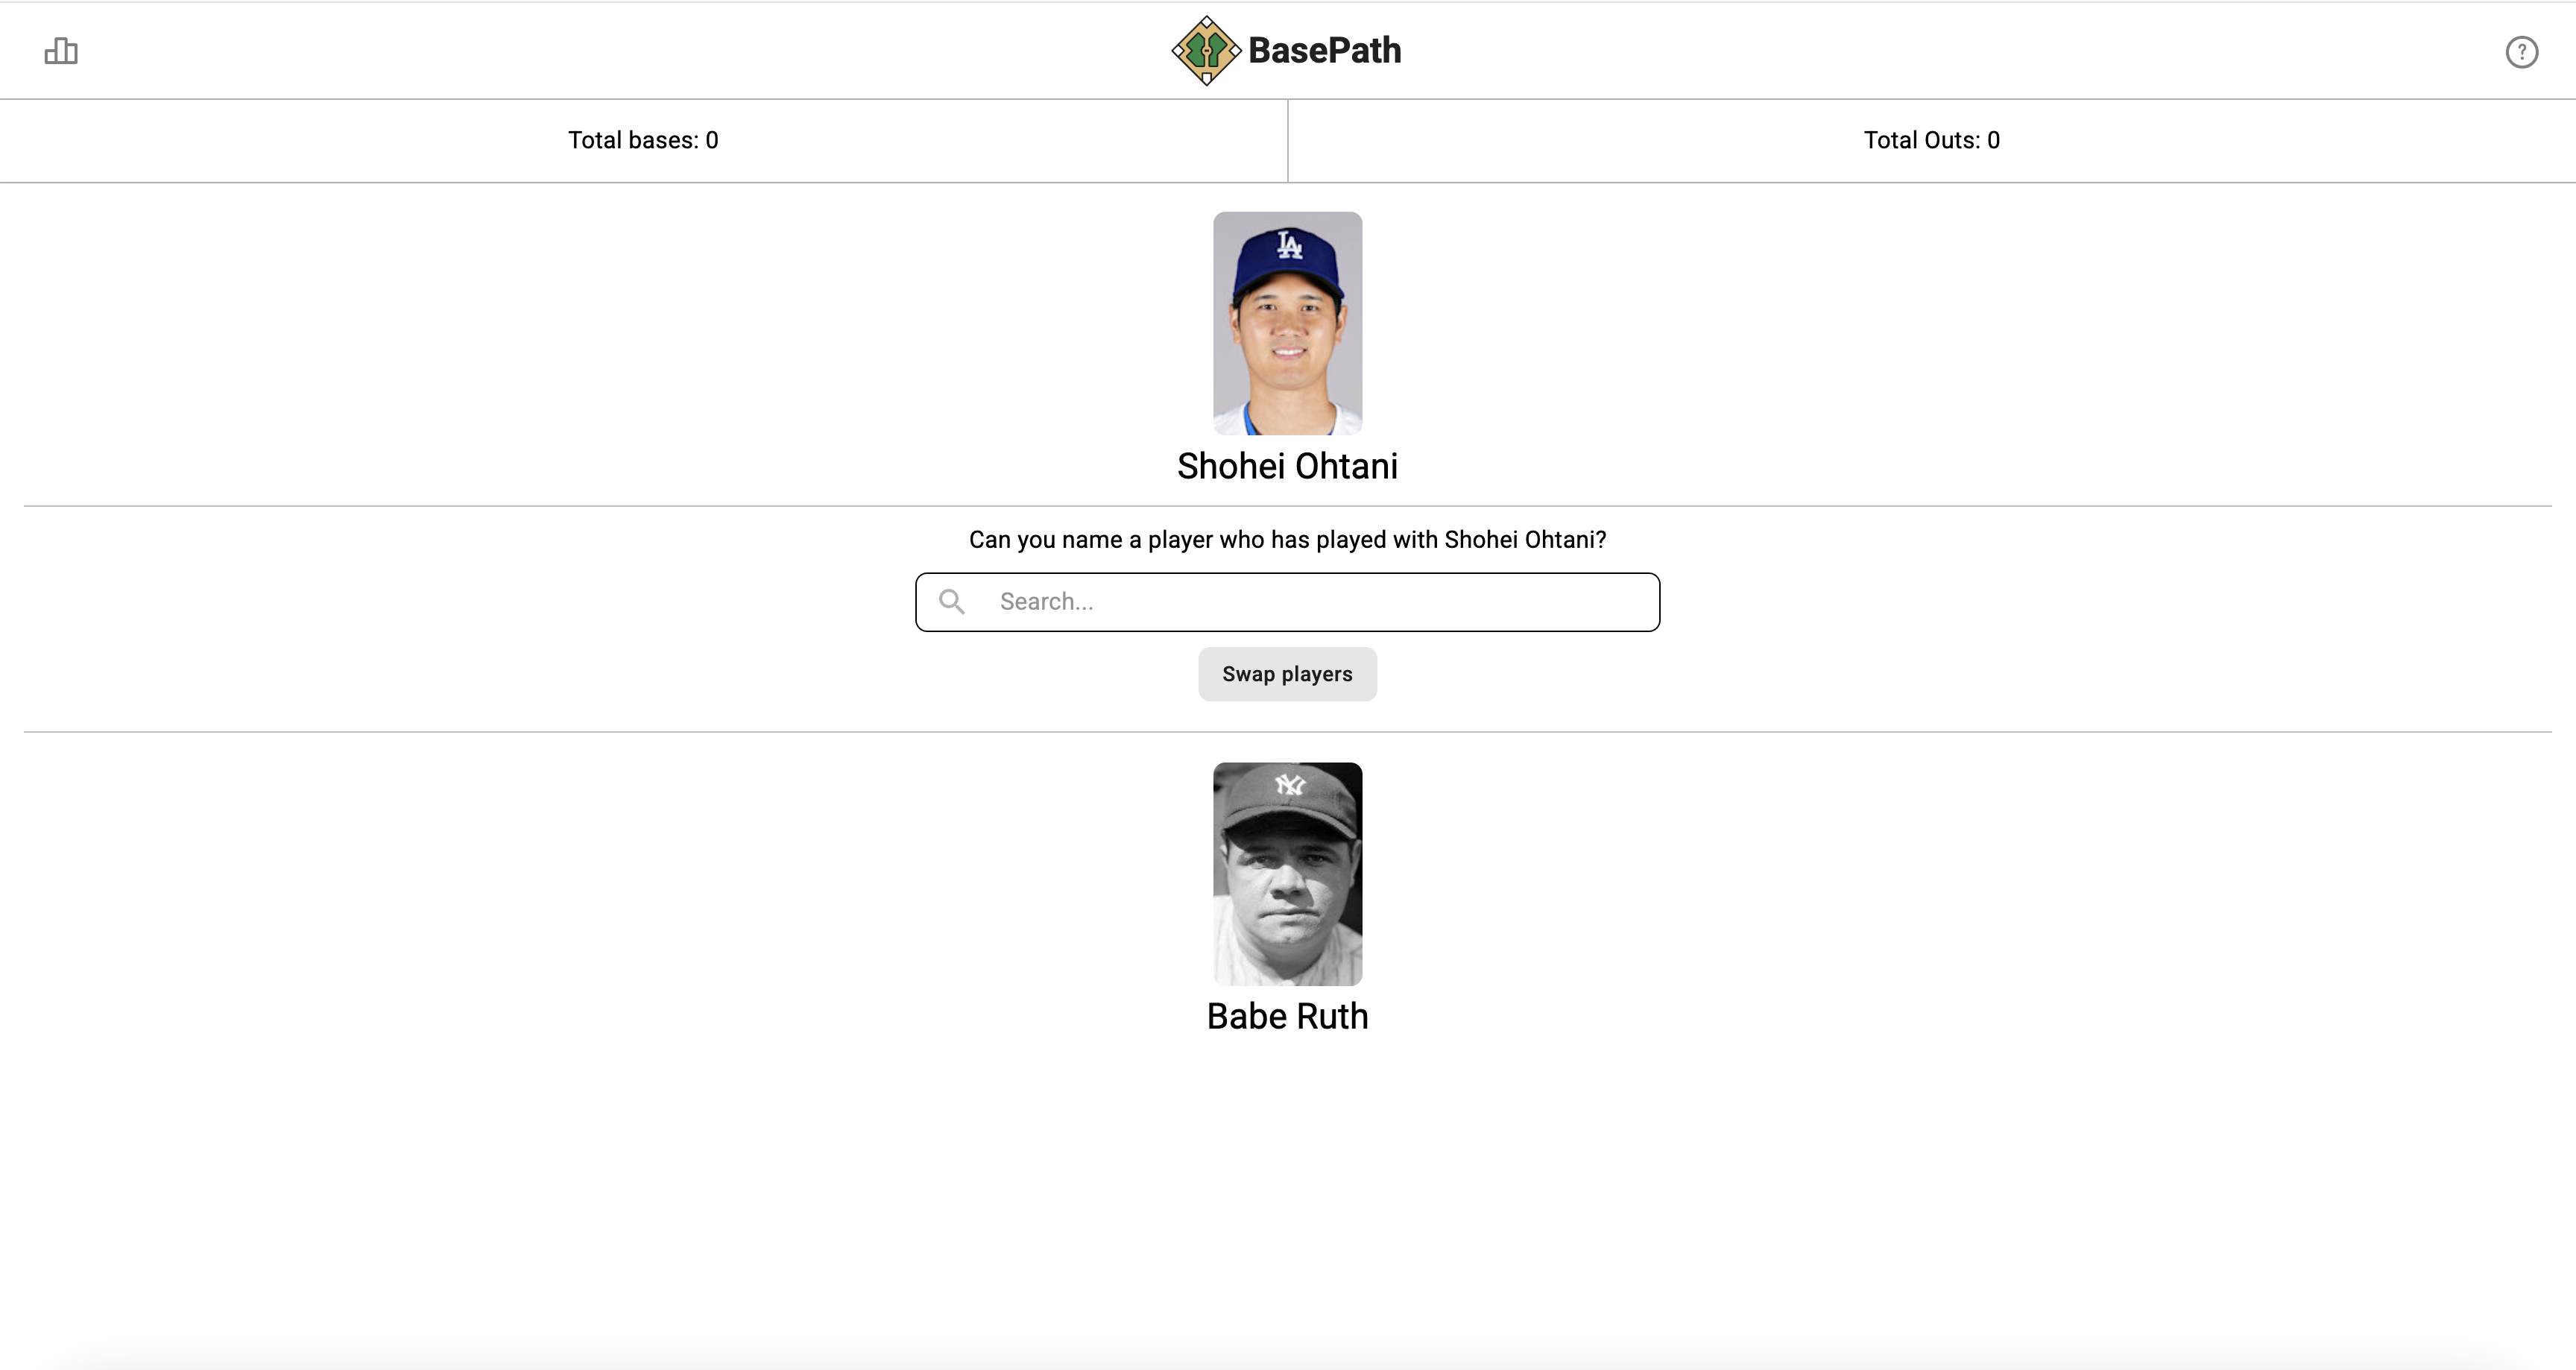 BasePath
?
Total bases: 0
Total Outs: 0
LA
Shohei Ohtani
Can you name a player who has played with Shohei Ohtani?
Search...
Swap players
NY
Babe Ruth